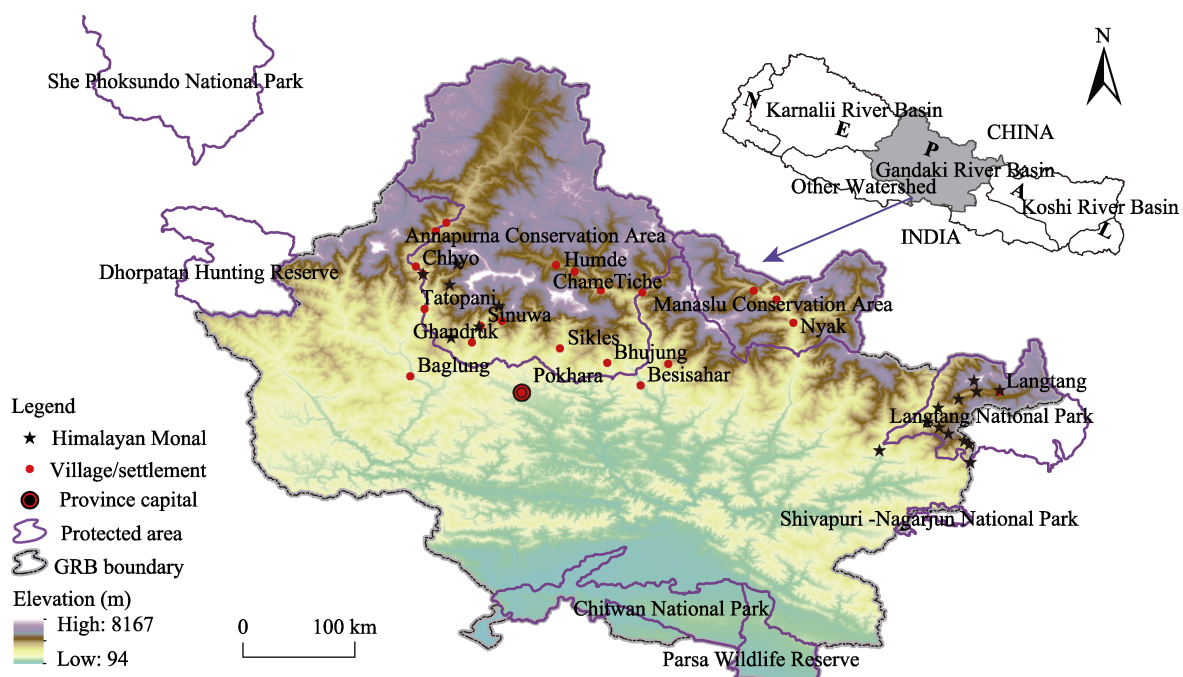 She Phoksundo National Park
N
N
Karnalii River Basin
E
CHINA
P
Gandaki River Basin
Other Watershed
A
Koshi River Basin
INDIA
L
Annapurna Conservation Area
Chhyo
Humde
Dhorpatan Hunting Reserve
ChameTiche
Tatopani
Manaslu Conservation Area
Sinuwa
Nyak
Ghandruk
Sikles
Bhujung
Baglung
Pokhara
Besisahar
Langtang
Langtang National Park
Legend
Himalayan Monal
Village/settlement
Province capital
Protected area
GRB boundary
Shivapuri -Nagarjun National Park
Elevation (m)
High: 8167
Low: 94
0 100 km
Chitwan National Park
Parsa Wildlife Reserve